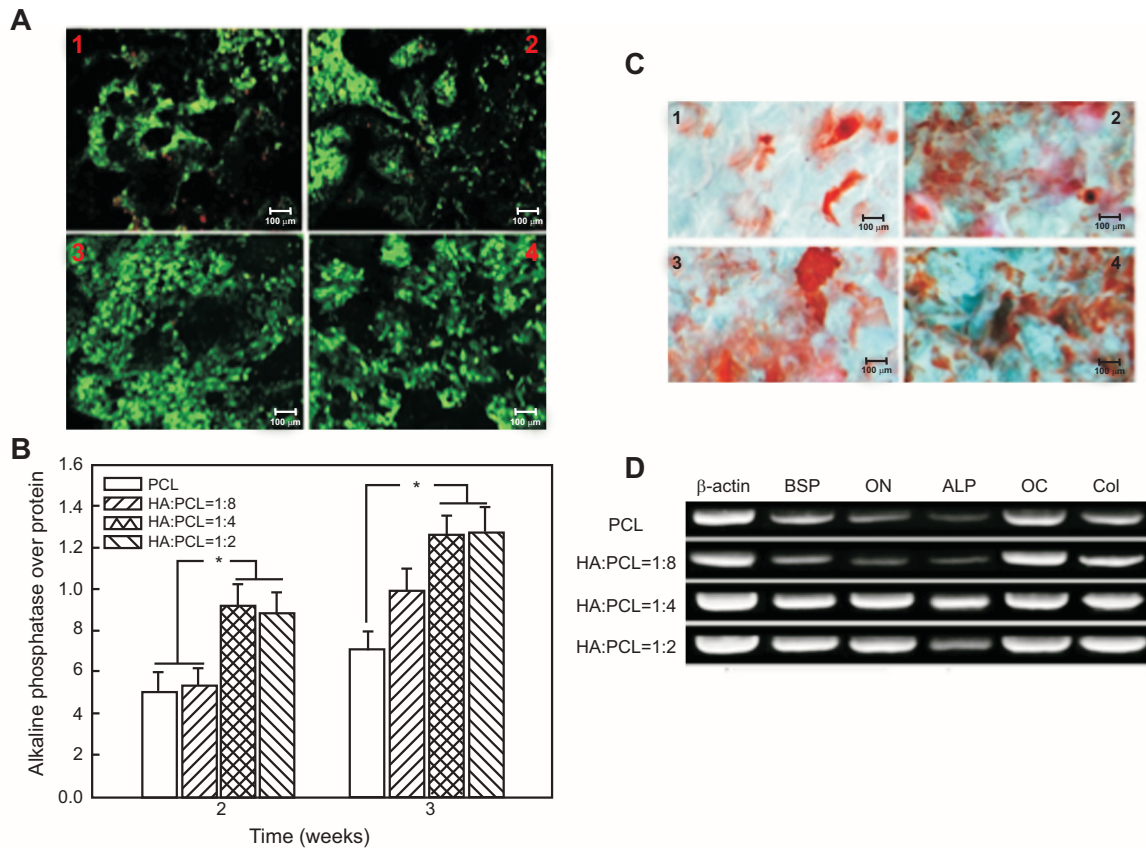 A
1
2
100 μm
100 μm
3
4
100 μm
100 μm
B
1.6
1.4
1.2
1.0
8
6
4
2
0.0
Alkaline phosphatase over protein
PCL
HA:PCL=1:8
HA:PCL=1:4
HA:PCL=1:2
*
*
2
3
Time (weeks)
C
1
2
100 μm
100 μm
3
4
100 μm
100 μm
D
β-actin BSP ON ALP OC Col
PCL
HA:PCL=1:8
HA:PCL=1:4
HA:PCL=1:2